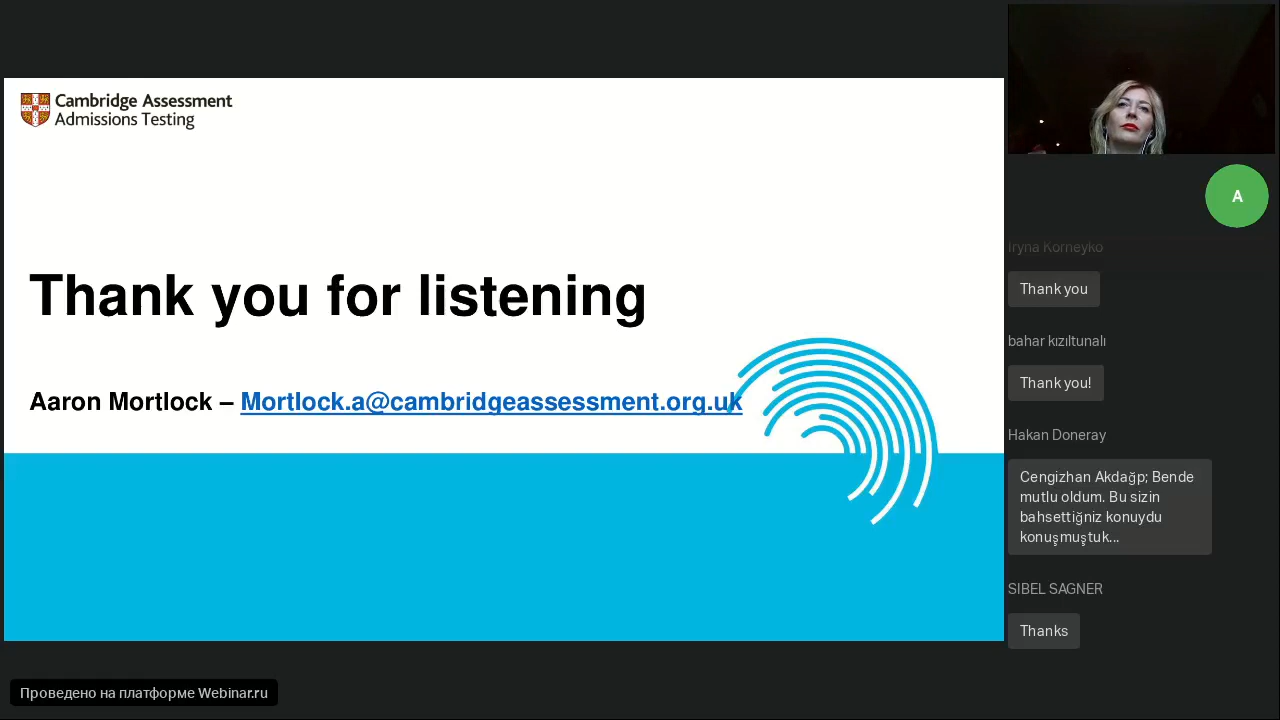 Cambridge Assessment
Admissions Testing
Thank you for listening
Aaron Mortlock – Mortlock.a@cambridgeassessment.org.uk
A
Iryna Korneyko
Thank you
bahar kızıltunalı
Thank you!
Hakan Doneray
Cengizhan Akdağp; Bende
mutlu oldum. Bu sizin
bahsettiğniz konuydu
konuşmuştuk...
SIBEL SAGNER
Thanks
Проведено на платформе Webinar.ru